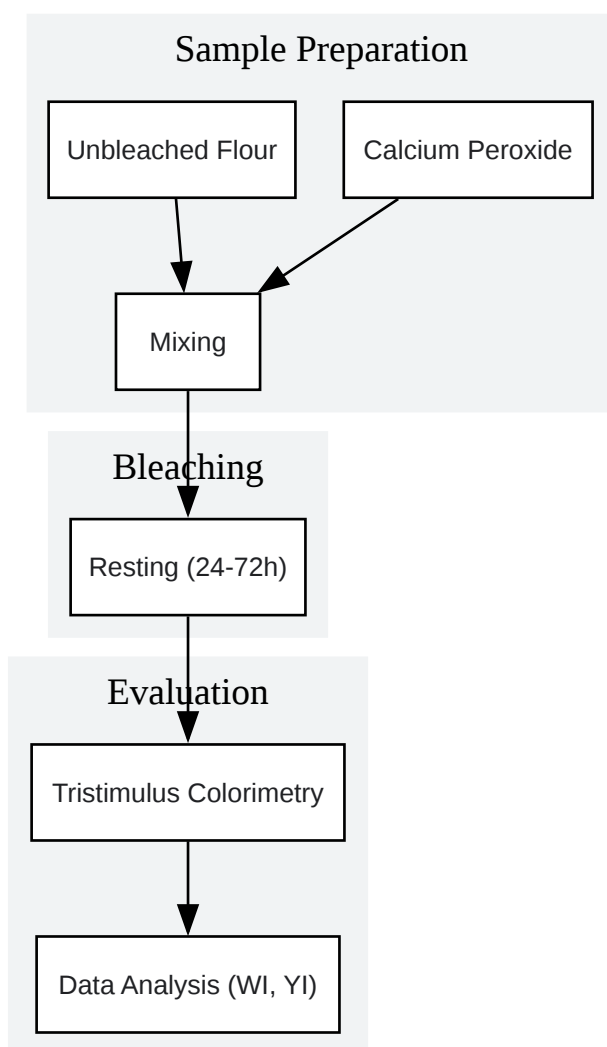 Sample Preparation
Unbleached Flour
Calcium Peroxide
Mixing
Bleaching
Resting (24-72h)
Evaluation
Tristimulus Colorimetry
Data Analysis (WI, YI)